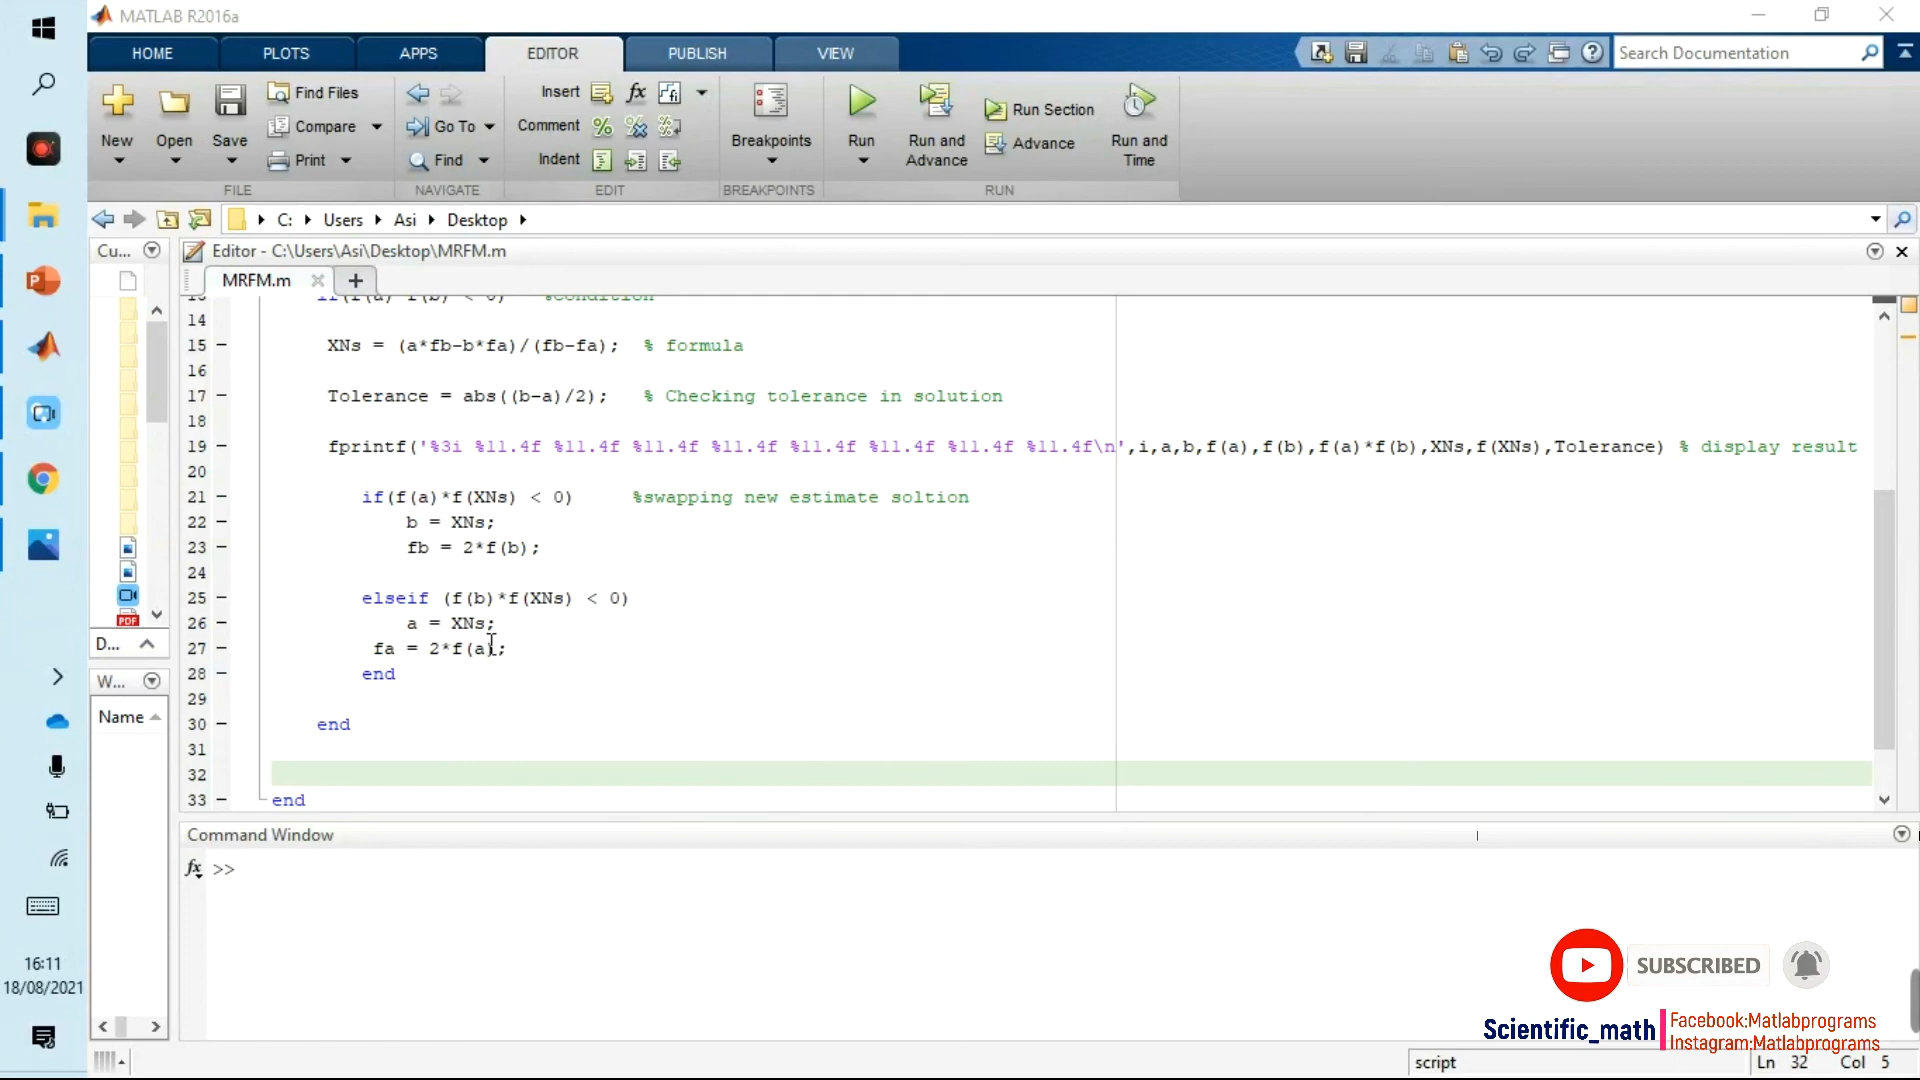 MATLAB R2016a
HOME PLOTS APPS EDITOR PUBLISH VIEW Search Documentation
Find Files Insert fx Run Section
Compare Go To Comment
New Open Save Print Find Indent Breakpoints Run Run and Advance Advance Run and Time
FILE NAVIGATE EDIT BREAKPOINTS RUN
C: Users Asi Desktop
Cu... Editor - C:\Users\Asi\Desktop\MRFM.m
MRFM.m
14
15 XNs = (a*fb-b*fa)/(fb-fa); % formula
16
17 Tolerance = abs((b-a)/2); % Checking tolerance in solution
18
19 fprintf('%3i %11.4f %11.4f %11.4f %11.4f %11.4f %11.4f %11.4f %11.4f\n',i,a,b,f(a),f(b),f(a)*f(b),XNs,f(XNs),Tolerance) % display result
20
21 if(f(a)*f(XNs) < 0) %swapping new estimate soltion
22 b = XNs;
23 fb = 2*f(b);
24
25 elseif (f(b)*f(XNs) < 0)
26 a = XNs;
27 fa = 2*f(a);
28 end
29
30 end
31
32
33 end
PDF
D...
W...
Name
Command Window
fx >>
16:11
18/08/2021
SUBSCRIBED
Scientific_math
Facebook:Matlabprograms
Instagram:Matlabprograms
script Ln 32 Col 5